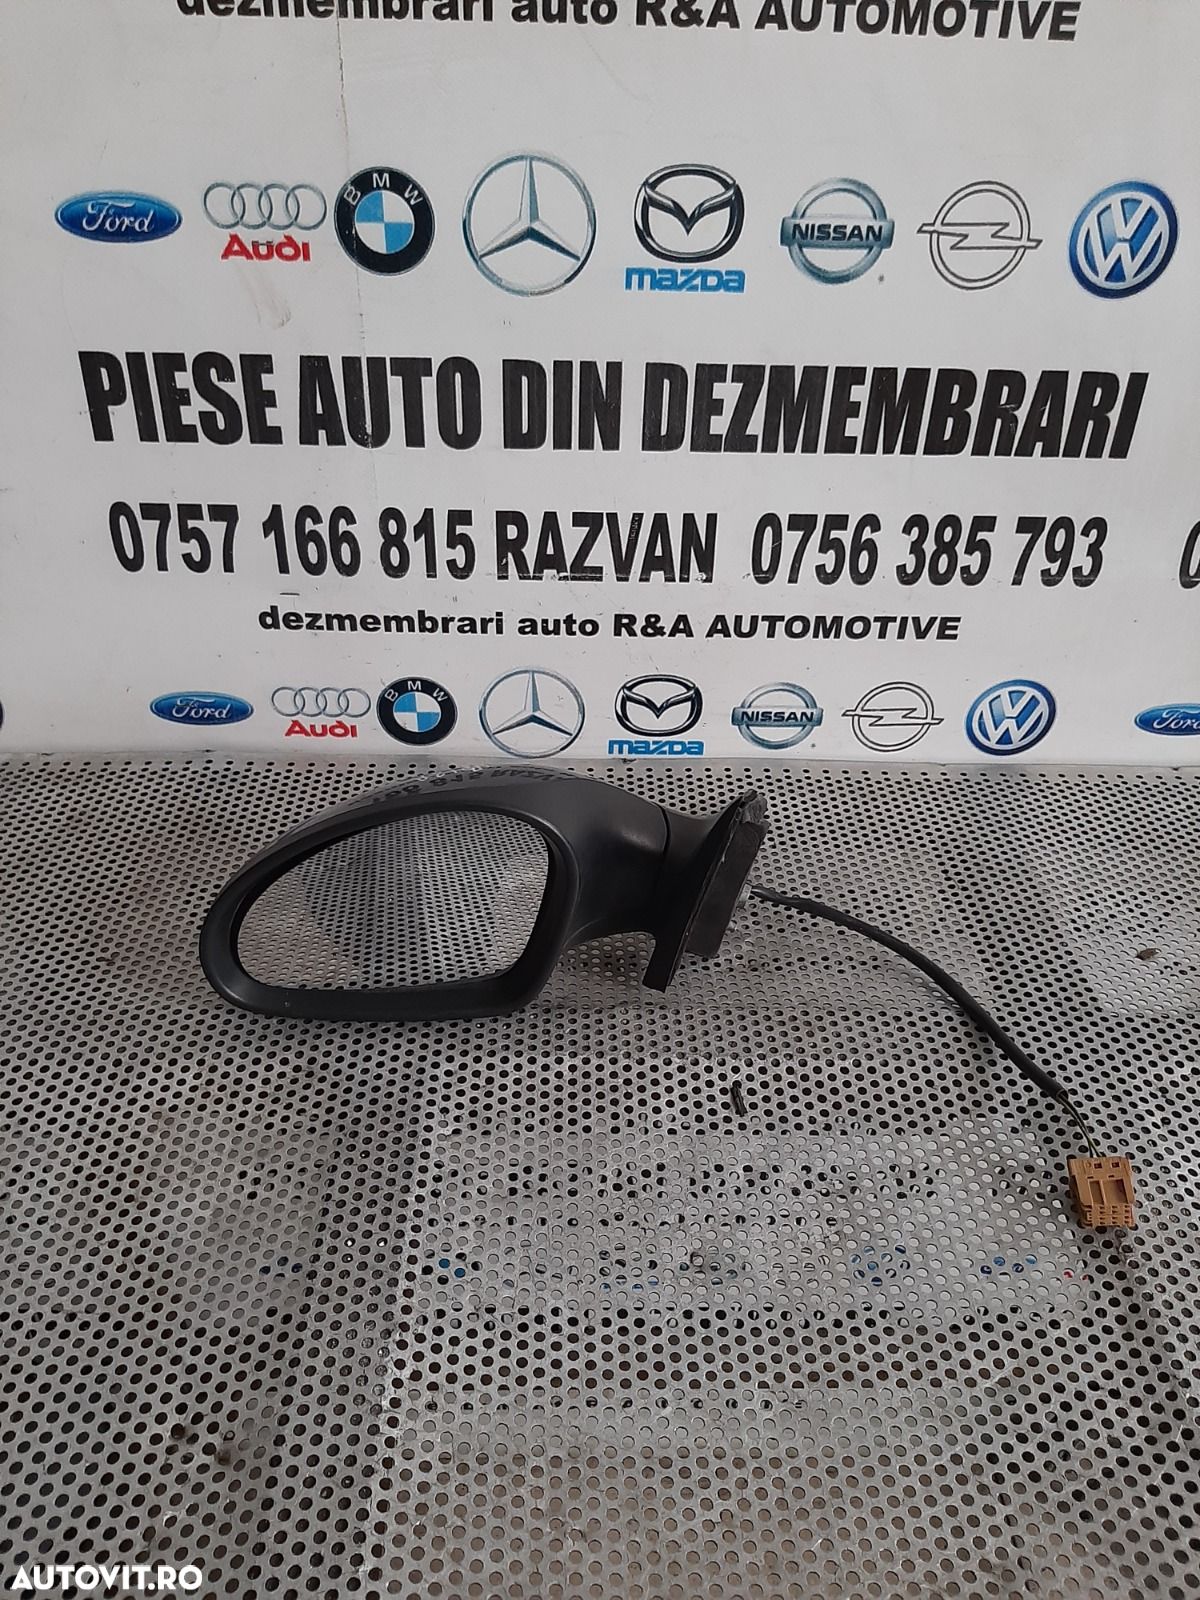 dezmembrari auto R&A AUTOMOTIVE
Ford Audi BMW mazda NISSAN
PIESE AUTO DIN DEZMEMBRARI
0757 166 815 RAZVAN 0756 385 793 0
dezmembrari auto R&A AUTOMOTIVE
Ford Audi BMW mazda NISSAN Ford
AUTOVIT.RO